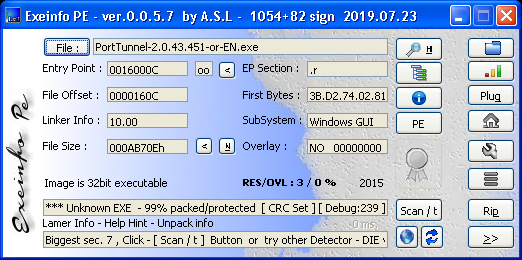 Exeinfo PE - ver.0.0.5.7 by A.S.L - 1054+82 sign 2019.07.23
File : PortTunnel-2.0.43.451-or-EN.exe H
Entry Point : 0016000C oo < EP Section : .r
File Offset : 0000160C First Bytes : 3B.D2.74.02.81 Plug
Linker Info : 10.00 SubSystem : Windows GUI PE
File Size : 000AB70Eh < N Overlay : NO 00000000
Image is 32bit executable RES/OVL : 3 / 0 % 2015
*** Unknown EXE - 99% packed/protected [ CRC Set ] [ Debug:239 ] Scan / t Rip
Lamer Info - Help Hint - Unpack info ms.
Biggest sec. 7 , Click - [ Scan / t ] Button or try other Detector - DIE v >>
Exeinfo Pe